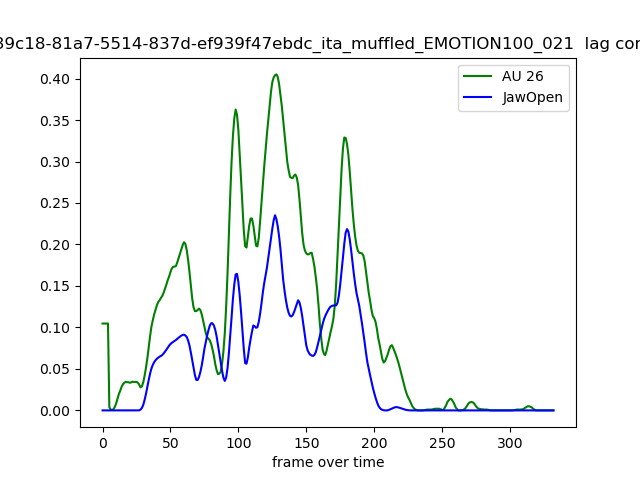 39c18-81a7-5514-837d-ef939f47ebdc_ita_muffled_EMOTION100_021 lag cor
AU 26
JawOpen
0.40
0.35
0.30
0.25
0.20
0.15
0.10
0.05
0.00
0 50 100 150 200 250 300
frame over time